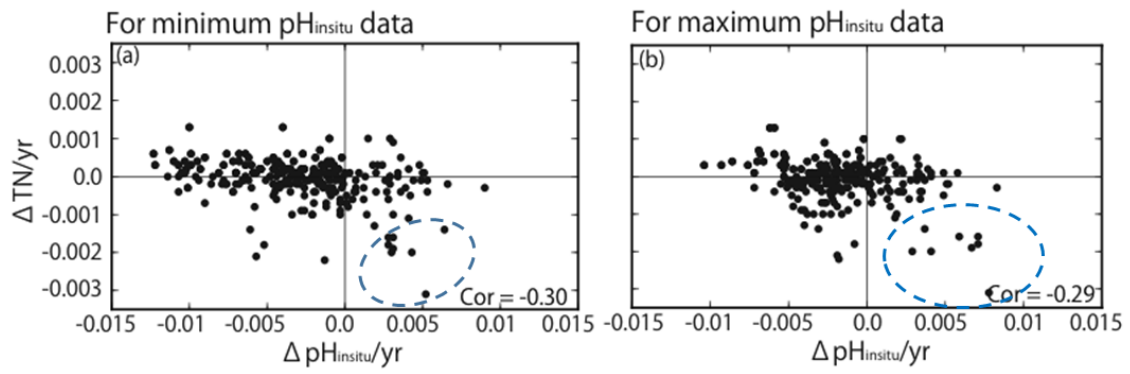 For minimum pHinsitu data
For maximum pHinsitu data
(a)
(b)
ΔTN/yr
0.003
0.002
0.001
0.0
-0.001
-0.002
-0.003
Cor = -0.30
Cor = -0.29
-0.015 -0.01 -0.005 0.0 0.005 0.01 0.015
-0.015 -0.01 -0.005 0.0 0.005 0.01 0.015
Δ pHinsitu/yr
Δ pHinsitu/yr